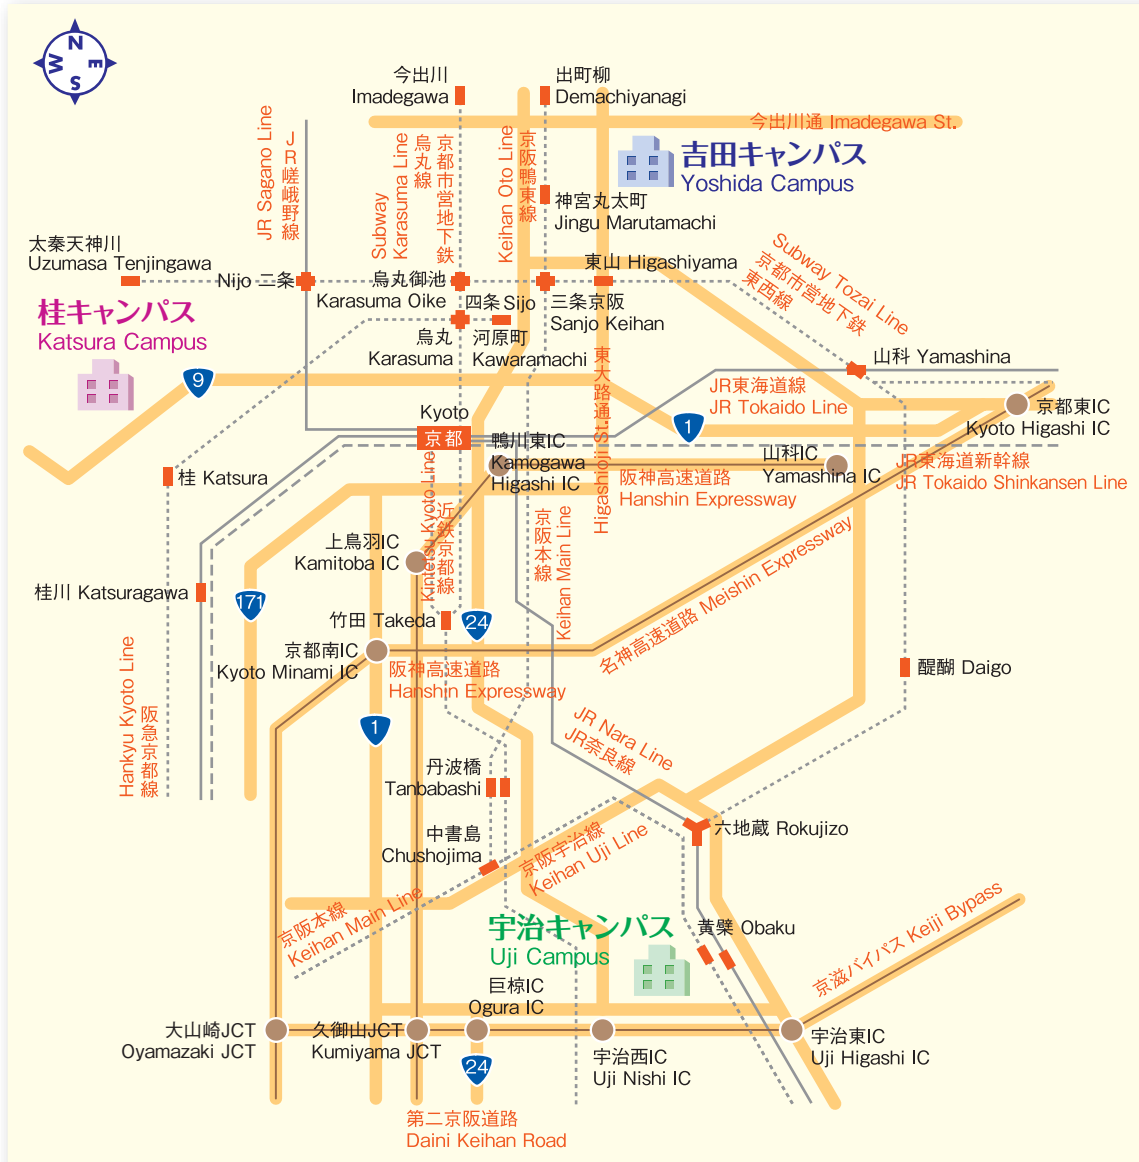 N
E
S
W
今出川
Imadegawa
出町柳
Demachiyanagi
今出川通 Imadegawa St.
吉田キャンパス
Yoshida Campus
JR Sagano Line
JR嵯峨野線
Subway
Karasuma Line
烏丸線
京都市営地下鉄
Keihan Oto Line
京阪鴨東線
神宮丸太町
Jingu Marutamachi
太秦天神川
Uzumasa Tenjingawa
Nijo 二条
烏丸御池
Karasuma Oike
四条 Sijo
東山 Higashiyama
三条京阪
Sanjo Keihan
Subway Tozai Line
京都市営地下鉄
東西線
桂キャンパス
Katsura Campus
烏丸
Karasuma
河原町
Kawaramachi
山科 Yamashina
9
東大路通
Higashioji St.
JR東海道線
JR Tokaido Line
1
京都東IC
Kyoto Higashi IC
Kyoto
京都
鴨川東IC
Kamogawa
Higashi IC
山科IC
Yamashina IC
阪神高速道路
Hanshin Expressway
JR東海道新幹線
JR Tokaido Shinkansen Line
桂 Katsura
Kintetsu Kyoto Line
近鉄京都線
京阪本線
Keihan Main Line
上鳥羽IC
Kamitoba IC
名神高速道路 Meishin Expressway
桂川 Katsuragawa
171
竹田 Takeda
24
京都南IC
Kyoto Minami IC
阪神高速道路
Hanshin Expressway
醍醐 Daigo
Hankyu Kyoto Line
阪急京都線
1
JR Nara Line
JR奈良線
丹波橋
Tanbabashi
中書島
Chushojima
京阪宇治線
Keihan Uji Line
六地蔵 Rokujizo
京阪本線
Keihan Main Line
宇治キャンパス
Uji Campus
黄檗 Obaku
京滋バイパス Keiji Bypass
巨椋IC
Ogura IC
大山崎JCT
Oyamazaki JCT
久御山JCT
Kumiyama JCT
宇治西IC
Uji Nishi IC
宇治東IC
Uji Higashi IC
24
第二京阪道路
Daini Keihan Road